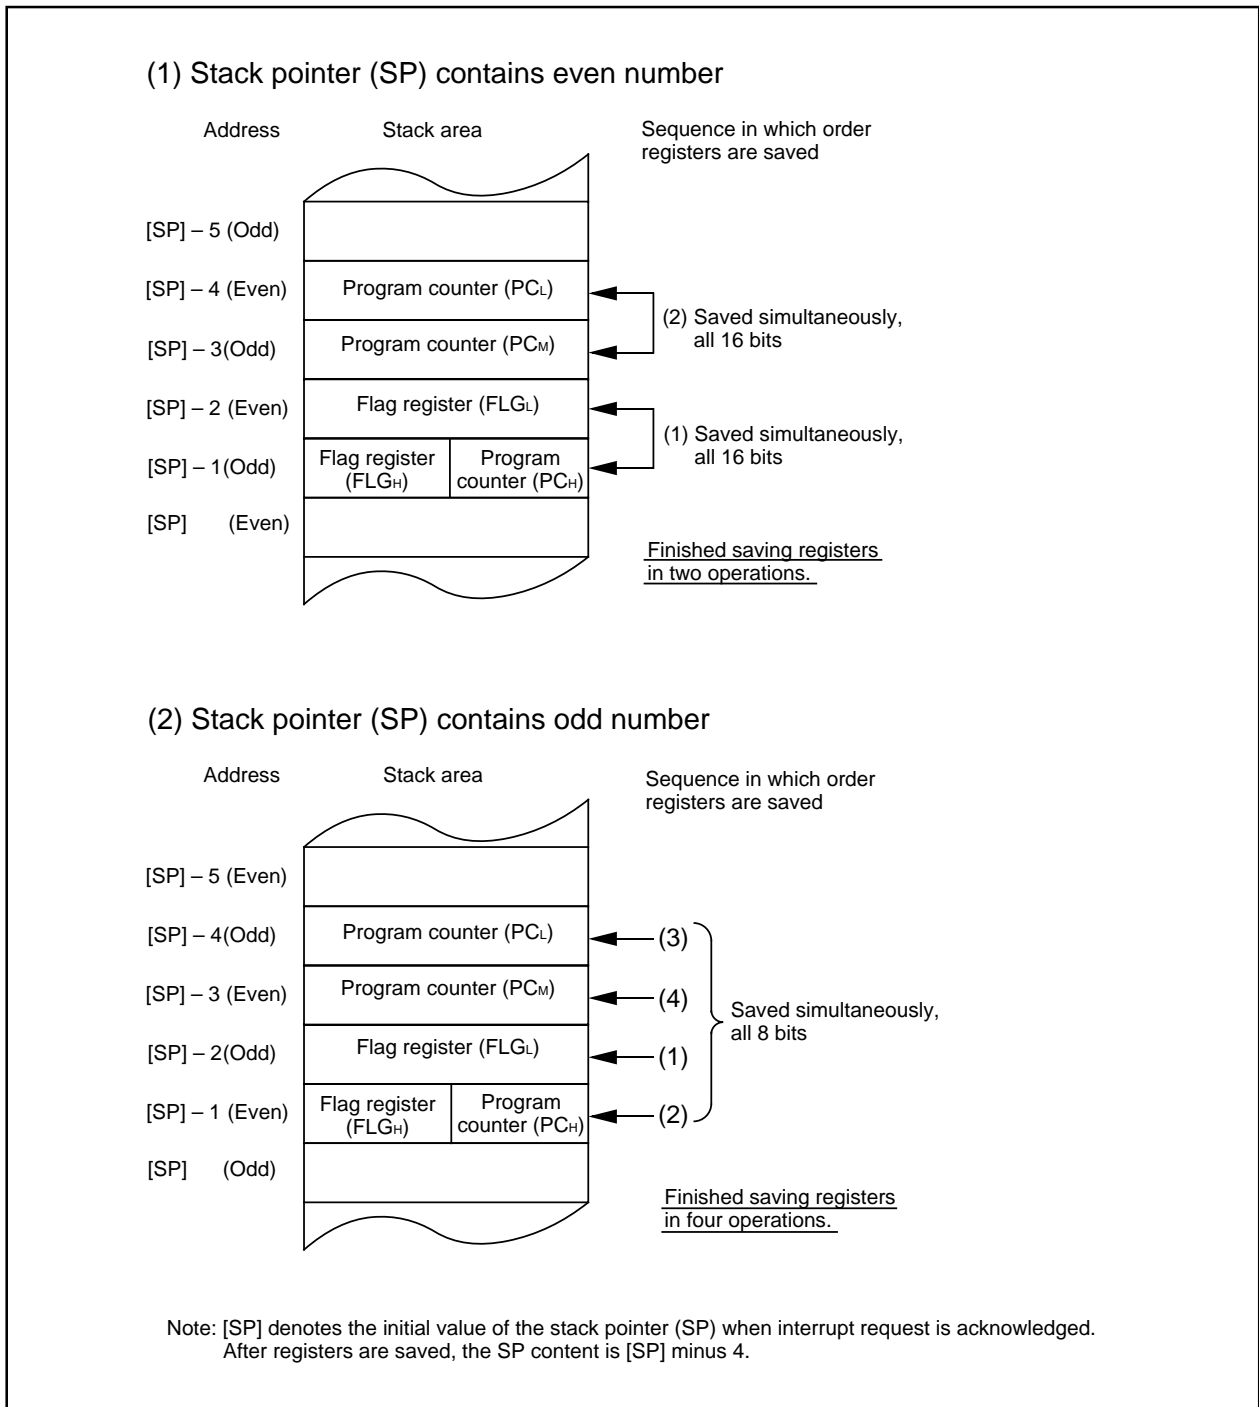 (1) Stack pointer (SP) contains even number
Address Stack area Sequence in which order
registers are saved
[SP] – 5 (Odd)
[SP] – 4 (Even) Program counter (PCL)
(2) Saved simultaneously,
all 16 bits
[SP] – 3(Odd) Program counter (PCM)
[SP] – 2 (Even) Flag register (FLGL)
(1) Saved simultaneously,
all 16 bits
[SP] – 1(Odd) Flag register
(FLGH)
Program
counter (PCH)
[SP] (Even)
Finished saving registers
in two operations.
(2) Stack pointer (SP) contains odd number
Address Stack area Sequence in which order
registers are saved
[SP] – 5 (Even)
[SP] – 4(Odd) Program counter (PCL) (3)
[SP] – 3 (Even) Program counter (PCM) (4)
Saved simultaneously,
all 8 bits
[SP] – 2(Odd) Flag register (FLGL) (1)
[SP] – 1 (Even) Flag register
(FLGH)
Program
counter (PCH)
(2)
[SP] (Odd)
Finished saving registers
in four operations.
Note: [SP] denotes the initial value of the stack pointer (SP) when interrupt request is acknowledged.
After registers are saved, the SP content is [SP] minus 4.